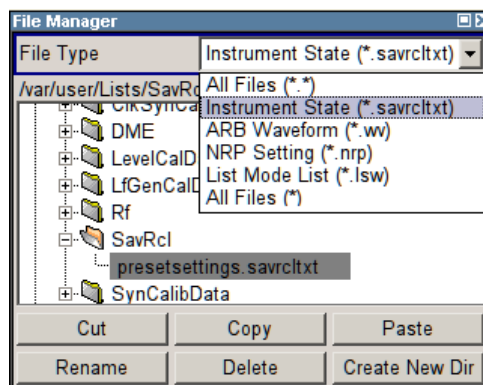 File Manager
File Type Instrument State (*.savrcltxt)
/var/user/Lists/SavRc
All Files (*.*)
Instrument State (*.savrcltxt)
ARB Waveform (*.wv)
NRP Setting (*.nrp)
List Mode List (*.lsw)
All Files (*)
ClkSynCa
DME
LevelCalD
LfGenCalD
Rf
SavRcl
presetsettings.savrcltxt
SynCalibData
Cut Copy Paste
Rename Delete Create New Dir